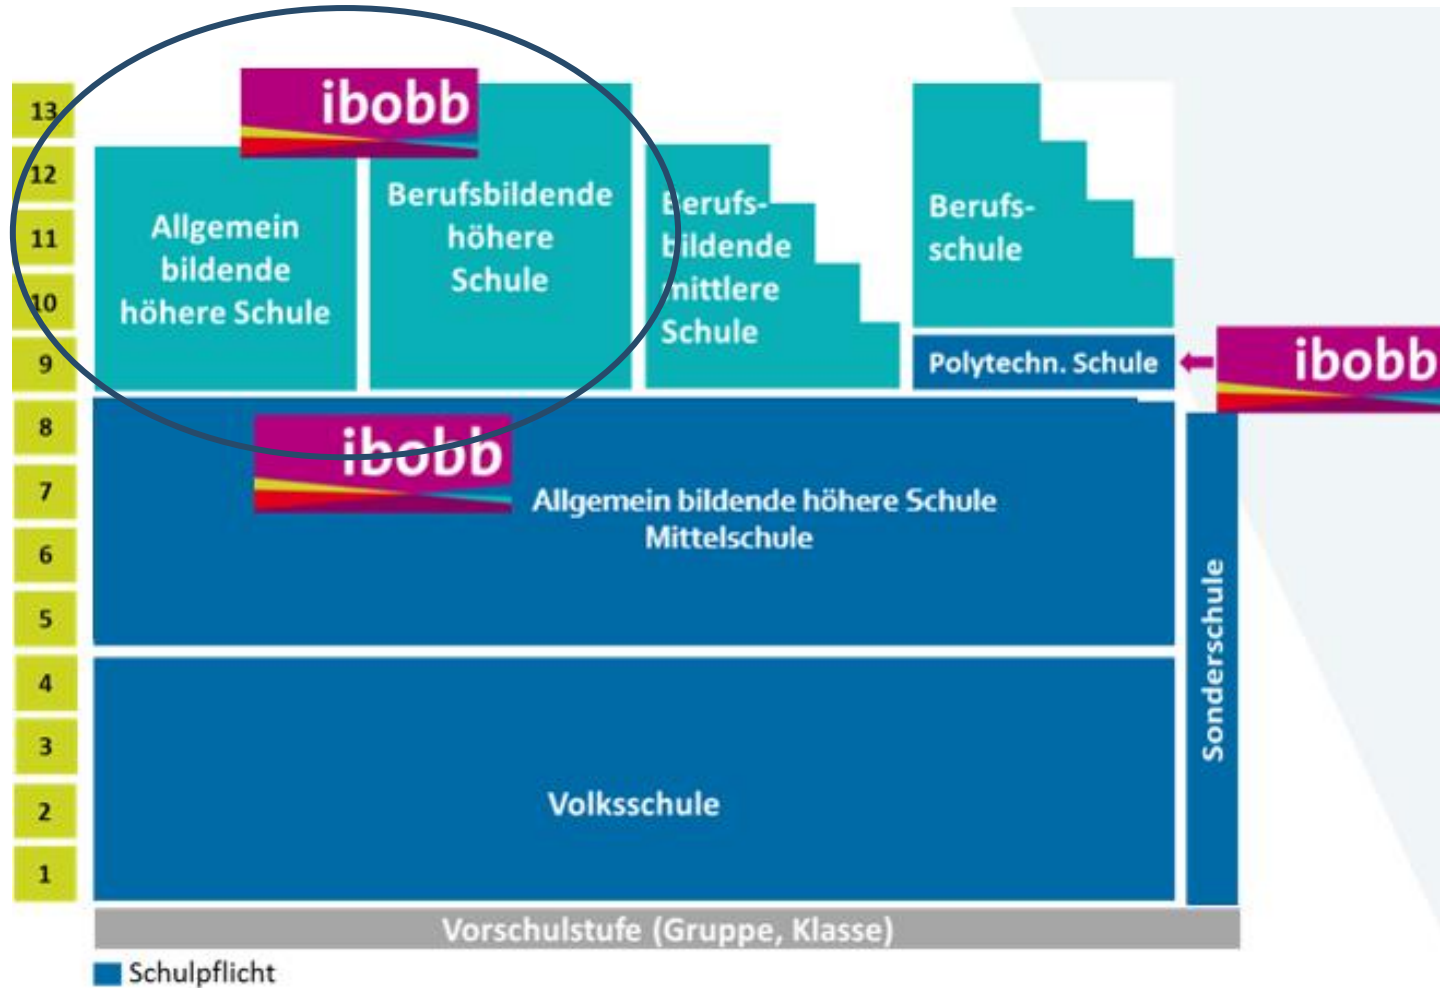 13
12
11
10
9
8
7
6
5
4
3
2
1
ibobb
Allgemein
bildende
höhere Schule
Berufsbildende
höhere
Schule
Berufs-
bildende
mittlere
Schule
Berufs-
schule
Polytechn. Schule
ibobb
ibobb
Allgemein bildende höhere Schule
Mittelschule
Sonderschule
Volksschule
Vorschulstufe (Gruppe, Klasse)
Schulpflicht